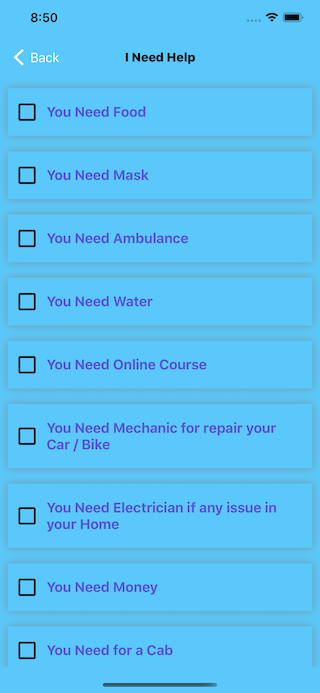 8:50
Back
I Need Help
You Need Food
You Need Mask
You Need Ambulance
You Need Water
You Need Online Course
You Need Mechanic for repair your
Car / Bike
You Need Electrician if any issue in
your Home
You Need Money
You Need for a Cab